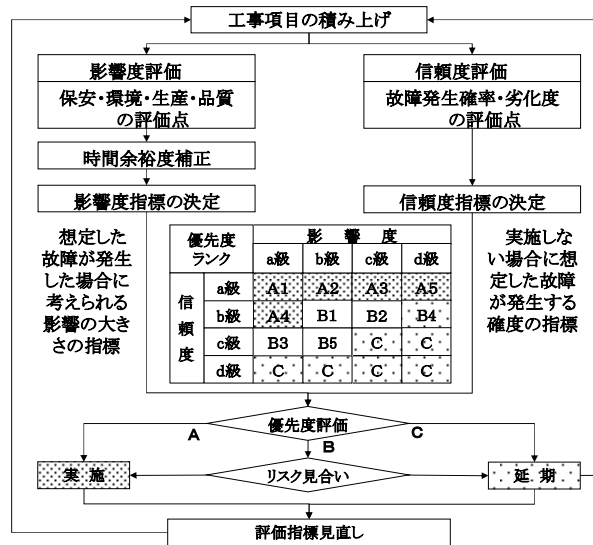 工事項目の積み上げ
影響度評価
保安・環境・生産・品質
の評価点
時間余裕度補正
影響度指標の決定
信頼度評価
故障発生確率・劣化度
の評価点
信頼度指標の決定
想定した
故障が発生
した場合に
考えられる
影響の大き
さの指標
優先度
ランク
影 響 度
a級 b級 c級 d級
信頼度
a級 A1 A2 A3 A5
b級 A4 B1 B2 B4
c級 B3 B5 C C
d級 C C C C
実施しな
い場合に想
定した故障
が発生する
確度の指標
優先度評価
A
B
C
実 施
リスク見合い
延 期
評価指標見直し